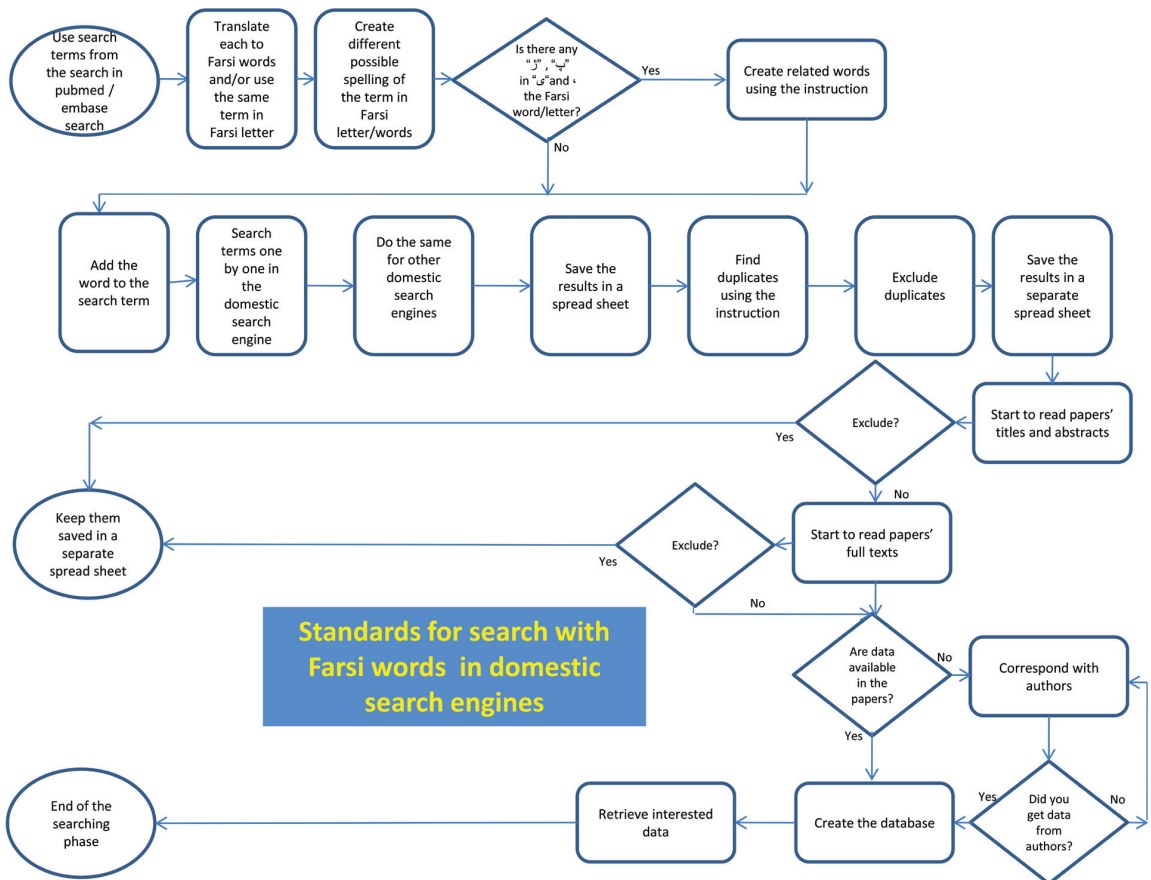 Use search
terms from
the search in
pubmed /
embase
search
Translate
each to
Farsi words
and/or use
the same
term in
Farsi letter
Create
different
possible
spelling of
the term in
Farsi
letter/words
Is there any
"ژ", "پ"
in "ی"and ،
the Farsi
word/letter?
Yes
No
Create related words
using the instruction
Add the
word to the
search term
Search
terms one
by one in
the
domestic
search
engine
Do the same
for other
domestic
search
engines
Save the
results in a
spread sheet
Find
duplicates
using the
instruction
Exclude
duplicates
Save the
results in a
separate
spread sheet
Start to read papers'
titles and abstracts
Exclude?
Yes
No
Keep them
saved in a
separate
spread sheet
Start to read papers'
full texts
Exclude?
Yes
No
Standards for search with
Farsi words in domestic
search engines
Are data
available
in the
papers?
No
Yes
Correspond with
authors
Did you
get data
from
authors?
Yes
No
Create the database
Retrieve interested
data
End of the
searching
phase